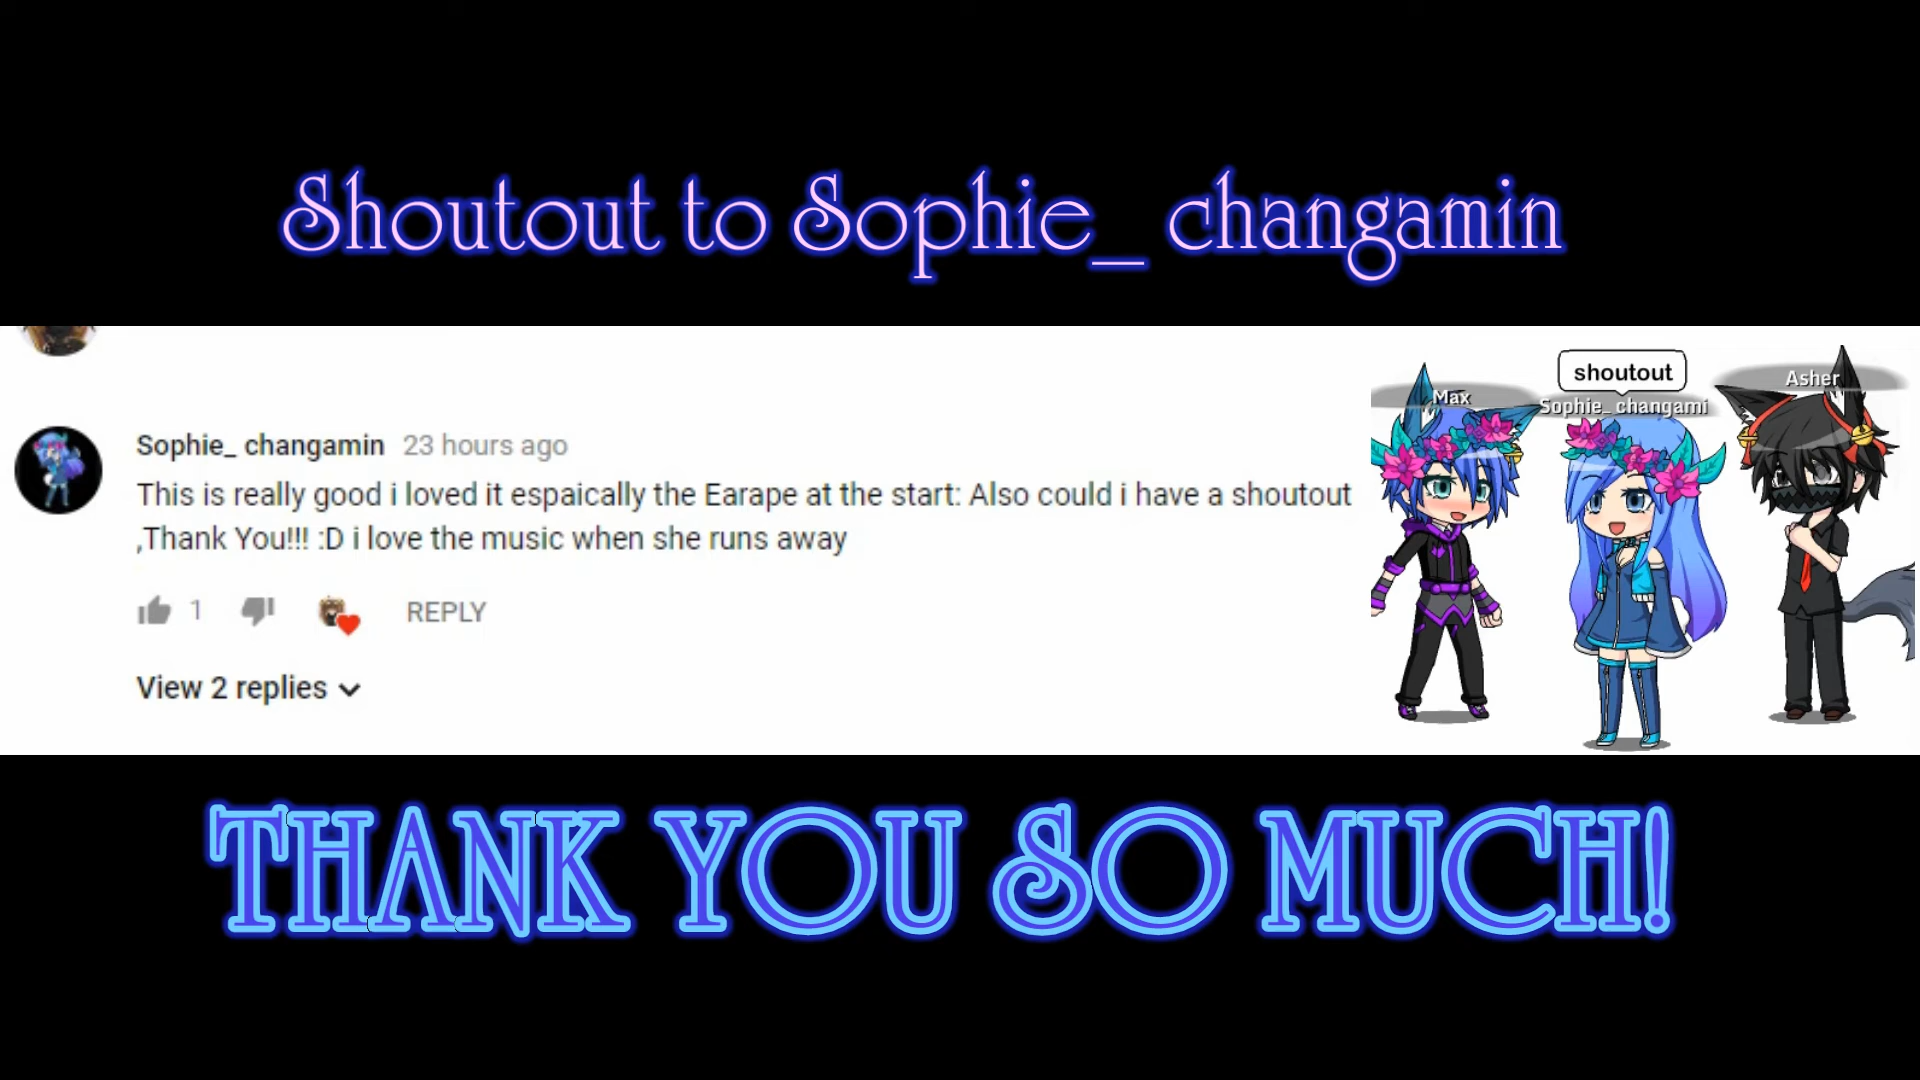 Shoutout to Sophie_ changamin
shoutout
Max
Sophie_ changami
Asher
Sophie_ changamin 23 hours ago
This is really good i loved it espaically the Earape at the start: Also could i have a shoutout
,Thank You!!! :D i love the music when she runs away
1 REPLY
View 2 replies
THANK YOU SO MUCH!